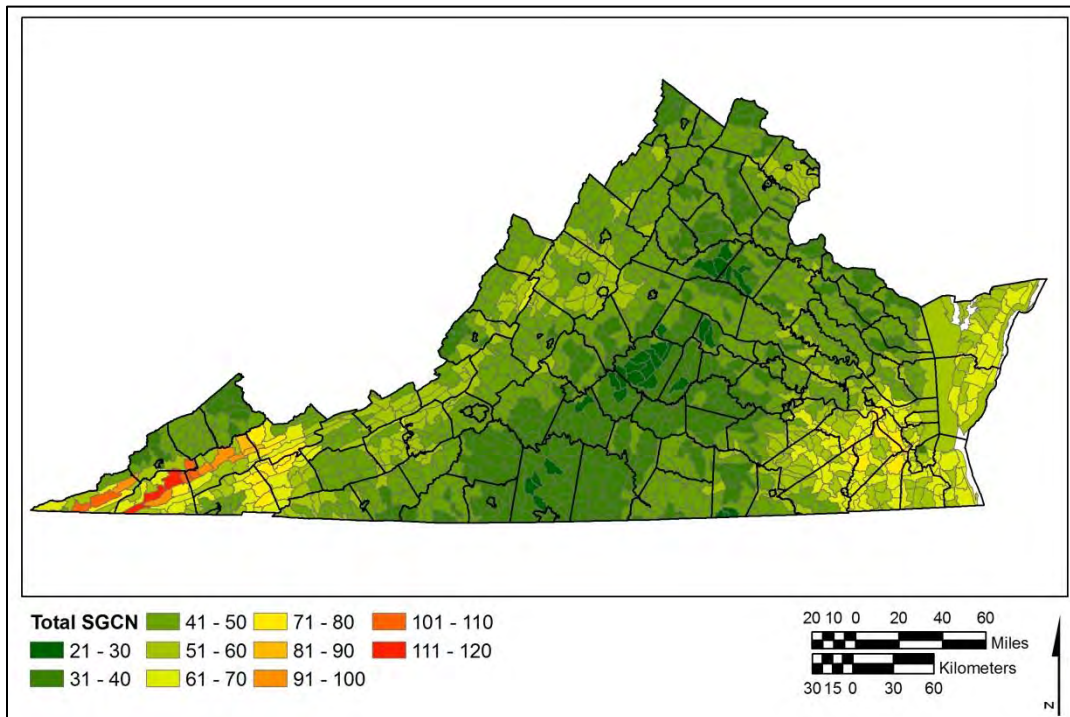 Total SGCN
21 - 30
31 - 40
41 - 50
51 - 60
61 - 70
71 - 80
81 - 90
91 - 100
101 - 110
111 - 120
20 10 0 20 40 60
Miles
Kilometers
30 15 0 30 60
N